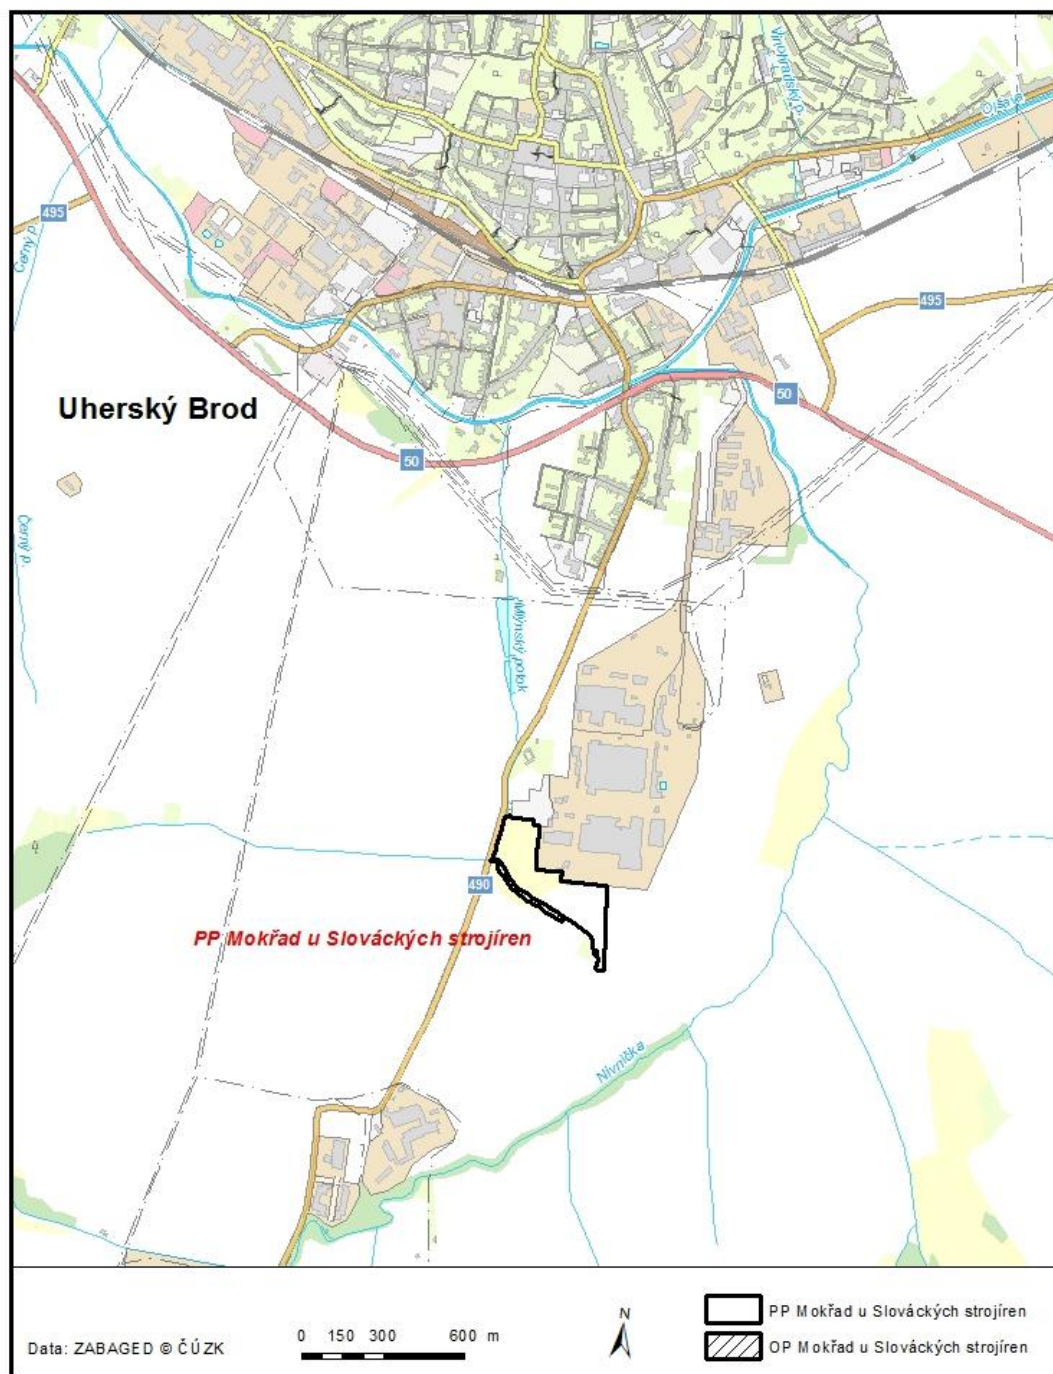 Vinohradský p.
Olšava
495
Černý p.
495
Uherský Brod
50
50
Černý p.
Mlýnský potok
490
PP Mokřad u Slováckých strojíren
Nivnička
N
PP Mokřad u Slováckých strojíren
0 150 300 600 m
Data: ZABAGED © ČÚZK
OP Mokřad u Slováckých strojíren